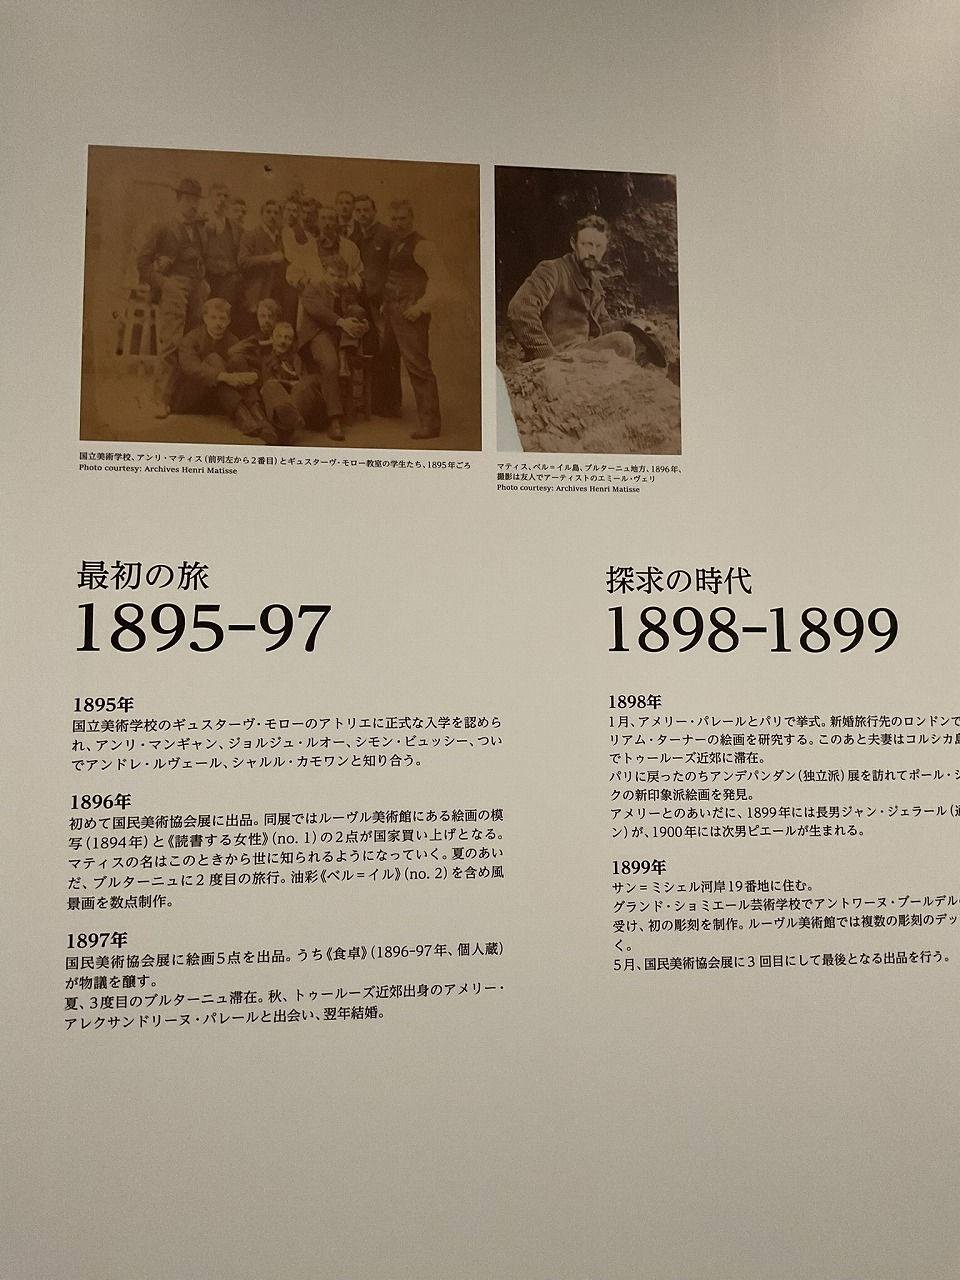 国立美術学校、アンリ・マティス（前列左から2番目）とギュスターヴ・モロー教室の学生たち、1895年ごろ
Photo courtesy: Archives Henri Matisse
マティス、ベル＝イル島、ブルターニュ地方、1896年、
撮影は友人でアーティストのエミール・ヴェリ
Photo courtesy: Archives Henri Matisse
最初の旅
1895-97
1895年
国立美術学校のギュスターヴ・モローのアトリエに正式な入学を認めら
れ、アンリ・マンギャン、ジョルジュ・ルオー、シモン・ビュッシー、つい
でアンドレ・ルヴェール、シャルル・カモワンと知り合う。
1896年
初めて国民美術協会展に出品。同展ではルーヴル美術館にある絵画の模
写（1894年）と《読書する女性》（no. 1）の2点が国家買い上げとなる。
マティスの名はこのときから世に知られるようになっていく。夏のあい
だ、ブルターニュに2度目の旅行。油彩《ベル＝イル》（no. 2）を含め風
景画を数点制作。
1897年
国民美術協会展に絵画5点を出品。うち《食卓》（1896-97年、個人蔵）
が物議を醸す。
夏、3度目のブルターニュ滞在。秋、トゥールーズ近郊出身のアメリー・
アレクサンドリーヌ・パレールと出会い、翌年結婚。
探求の時代
1898-1899
1898年
1月、アメリー・パレールとパリで挙式。新婚旅行先のロンドンで
リアム・ターナーの絵画を研究する。このあと夫妻はコルシカ島
でトゥールーズ近郊に滞在。
パリに戻ったのちアンデパンダン（独立派）展を訪れてポール・シ
クの新印象派絵画を発見。
アメリーとのあいだに、1899年には長男ジャン・ジェラール（通
ン）が、1900年には次男ピエールが生まれる。
1899年
サン＝ミシェル河岸19番地に住む。
グランド・ショミエール芸術学校でアントワーヌ・ブールデルの
受け、初の彫刻を制作。ルーヴル美術館では複数の彫刻のデッ
く。
5月、国民美術協会展に3回目にして最後となる出品を行う。